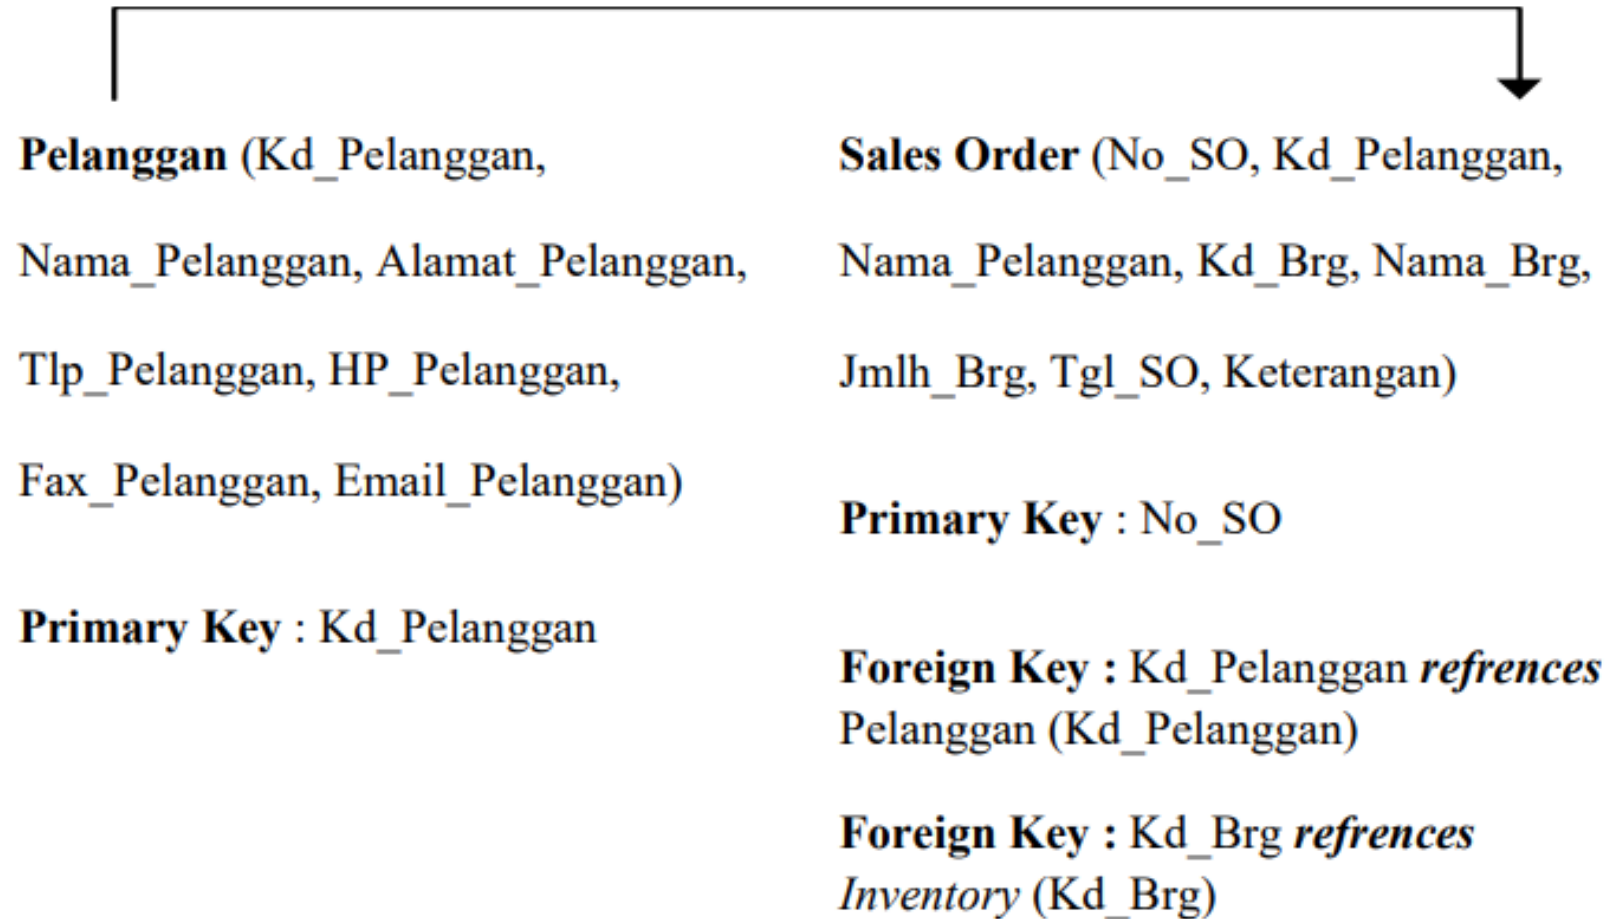 Pelanggan (Kd_Pelanggan,
Nama_Pelanggan, Alamat_Pelanggan,
Tlp_Pelanggan, HP_Pelanggan,
Fax_Pelanggan, Email_Pelanggan)
Primary Key : Kd_Pelanggan
Sales Order (No_SO, Kd_Pelanggan,
Nama_Pelanggan, Kd_Brg, Nama_Brg,
Jmlh_Brg, Tgl_SO, Keterangan)
Primary Key : No_SO
Foreign Key : Kd_Pelanggan refrences
Pelanggan (Kd_Pelanggan)
Foreign Key : Kd_Brg refrences
Inventory (Kd_Brg)